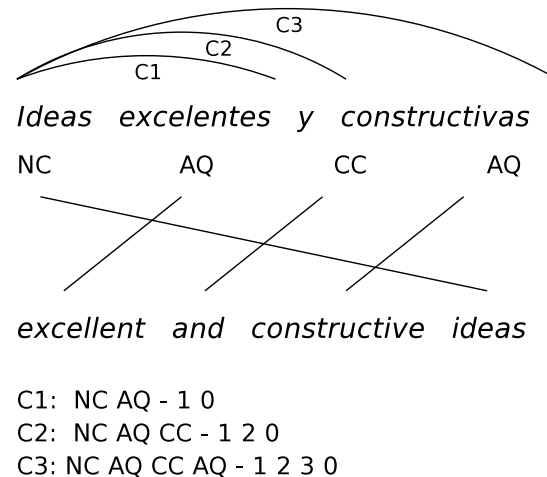 C3
C2
C1
Ideas excelentes y constructivas
NC AQ CC AQ
excellent and constructive ideas
C1: NC AQ - 1 0
C2: NC AQ CC - 1 2 0
C3: NC AQ CC AQ - 1 2 3 0